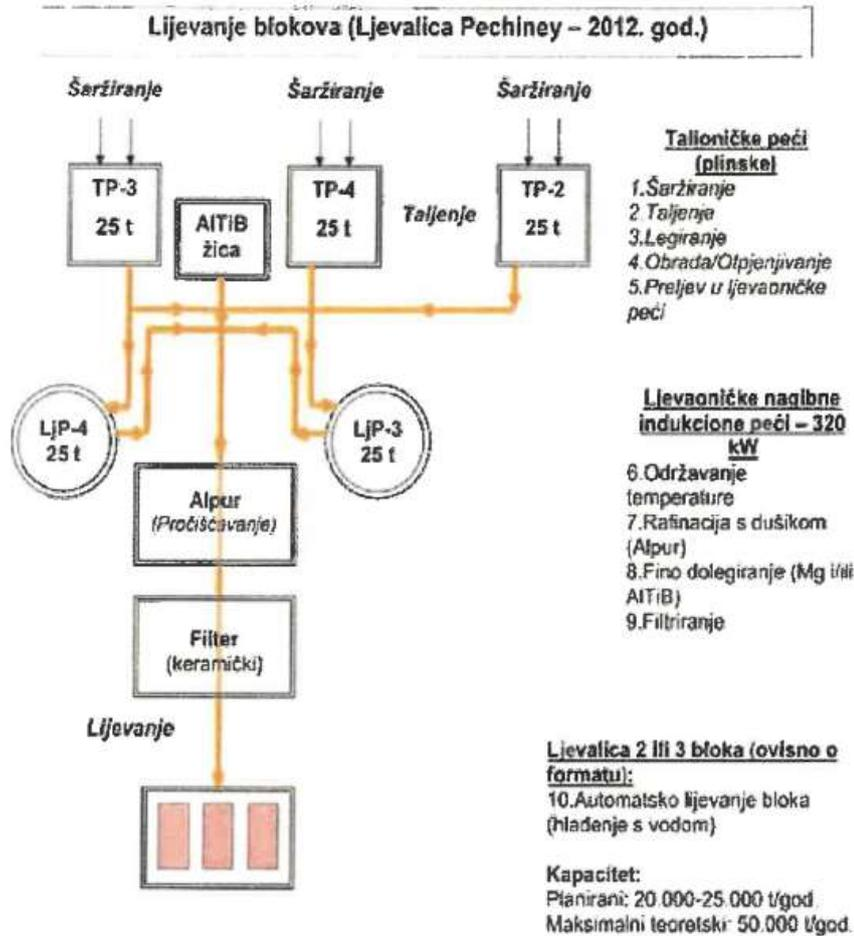 Lijevanje blokova (Ljevalica Pechiney – 2012. god.)
Šaržiranje
Šaržiranje
Šaržiranje
TP-3
25 t
AlTiB
žica
TP-4
25 t
Taljenje
TP-2
25 t
Talioničke peći
(plinske)
1.Šaržiranje
2.Taljenje
3.Legiranje
4.Obrada/Otpjenjivanje
5.Preljev u ljevaoničke
peći
LjP-4
25 t
LjP-3
25 t
Ljevaoničke nagibne
indukcione peći – 320
kW
6.Održavanje
temperature
7.Rafinacija s dušikom
(Alpur)
8.Fino dolegiranje (Mg i/ili
AlTiB)
9.Filtriranje
Alpur
(Pročišćavanje)
Filter
(keramički)
Lijevanje
Ljevalica 2 ili 3 bloka (ovisno o
formatu):
10.Automatsko lijevanje bloka
(hlađenje s vodom)
Kapacitet:
Planirani: 20.000-25.000 t/god.
Maksimalni teoretski: 50.000 t/god.